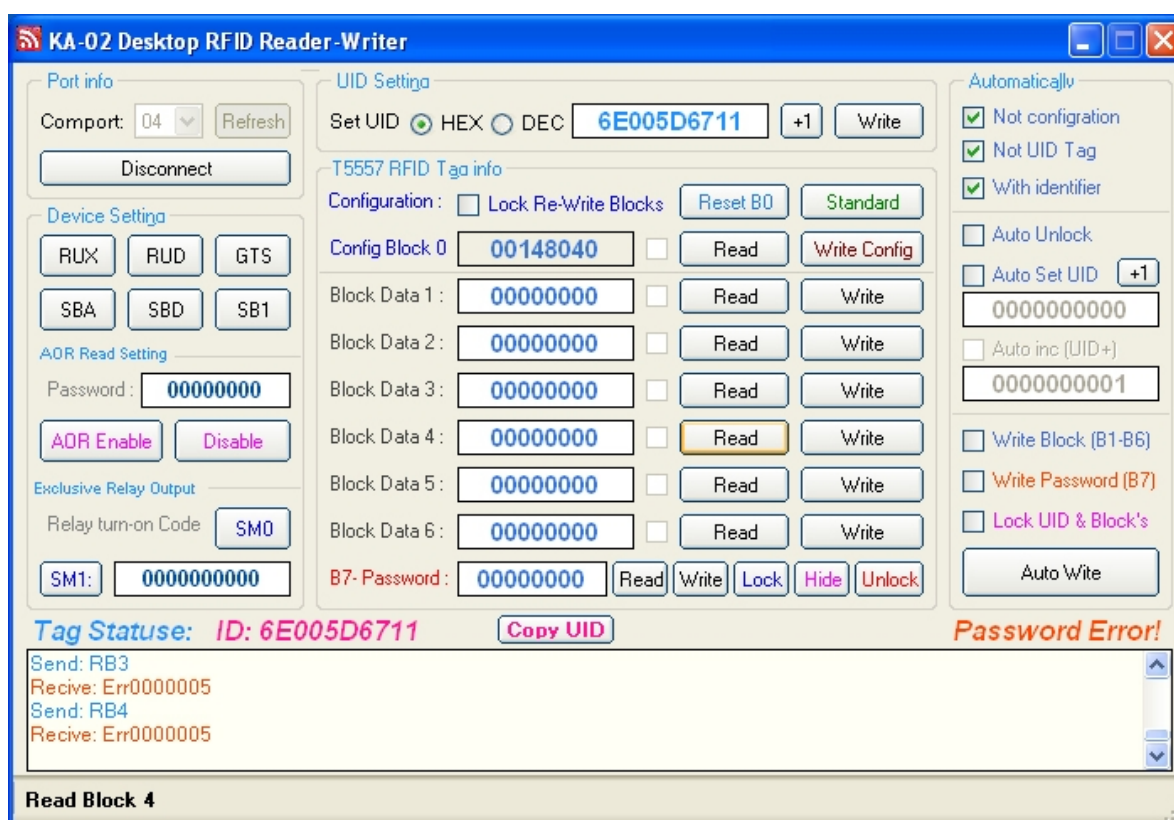 KA-02 Desktop RFID Reader-Writer
Port info
Comport: 04 Refresh
Disconnect
Device Setting
RUX RUD GTS
SBA SBD SB1
AOR Read Setting
Password : 00000000
AOR Enable Disable
Exclusive Relay Output
Relay turn-on Code SM0
SM1: 0000000000
UID Setting
Set UID HEX DEC 6E005D6711 +1 Write
T5557 RFID Tag info
Configuration : Lock Re-Write Blocks Reset B0 Standard
Config Block 0 00148040 Read Write Config
Block Data 1 : 00000000 Read Write
Block Data 2 : 00000000 Read Write
Block Data 3 : 00000000 Read Write
Block Data 4 : 00000000 Read Write
Block Data 5 : 00000000 Read Write
Block Data 6 : 00000000 Read Write
B7- Password : 00000000 Read Write Lock Hide Unlock
Automatically
Not configration
Not UID Tag
With identifier
Auto Unlock
Auto Set UID +1
0000000000
Auto inc (UID+)
0000000001
Write Block (B1-B6)
Write Password (B7)
Lock UID & Block's
Auto Wite
Tag Statuse: ID: 6E005D6711 Copy UID Password Error!
Send: RB3
Recive: Err0000005
Send: RB4
Recive: Err0000005
Read Block 4